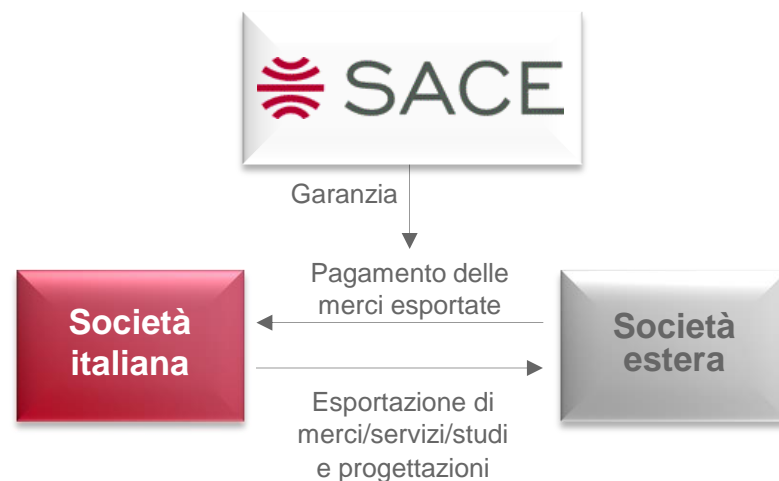 SACE
Garanzia
Pagamento delle
merci esportate
Società
italiana
Società
estera
Esportazione di
merci/servizi/studi
e progettazioni